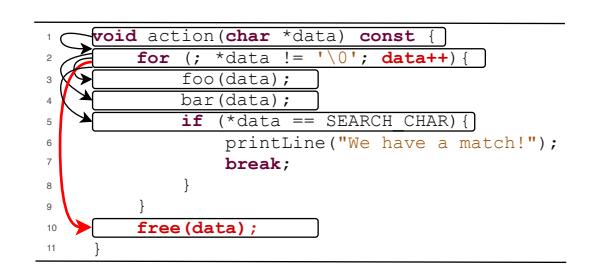 1 void action(char *data) const {
2 for (; *data != '\0'; data++){
3 foo(data);
4 bar(data);
5 if (*data == SEARCH_CHAR){
6 printLine("We have a match!");
7 break;
8 }
9 }
10 free(data);
11 }